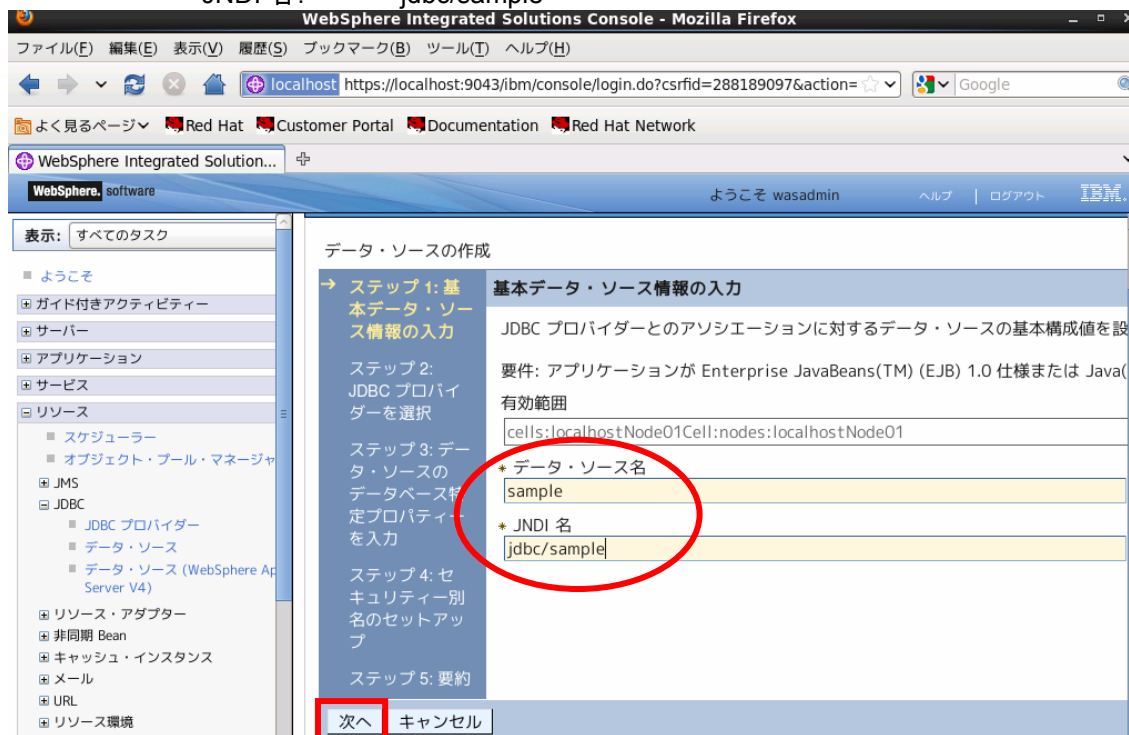 JNDI 名: jdbc/sample
WebSphere Integrated Solutions Console - Mozilla Firefox
ファイル(F) 編集(E) 表示(V) 履歴(S) ブックマーク(B) ツール(T) ヘルプ(H)
localhost https://localhost:9043/ibm/console/login.do?csrfid=288189097&action= Google
よく見るページ Red Hat Customer Portal Documentation Red Hat Network
WebSphere Integrated Solution...
WebSphere. software ようこそ wasadmin ヘルプ | ログアウト IBM.
表示: すべてのタスク
ようこそ
ガイド付きアクティビティー
サーバー
アプリケーション
サービス
リソース
スケジューラー
オブジェクト・プール・マネージャ
JMS
JDBC
JDBC プロバイダー
データ・ソース
データ・ソース (WebSphere Ap
Server V4)
リソース・アダプター
非同期 Bean
キャッシュ・インスタンス
メール
URL
リソース環境
データ・ソースの作成
ステップ 1: 基
本データ・ソー
ス情報の入力
ステップ 2:
JDBC プロバイ
ダーを選択
ステップ 3: デー
タ・ソースの
データベース特
定プロパティー
を入力
ステップ 4: セ
キュリティー別
名のセットアッ
プ
ステップ 5: 要約
基本データ・ソース情報の入力
JDBC プロバイダーとのアソシエーションに対するデータ・ソースの基本構成値を設
要件: アプリケーションが Enterprise JavaBeans(TM) (EJB) 1.0 仕様または Java(
有効範囲
cells:localhostNode01Cell:nodes:localhostNode01
* データ・ソース名
sample
* JNDI 名
jdbc/sample
次へ キャンセル